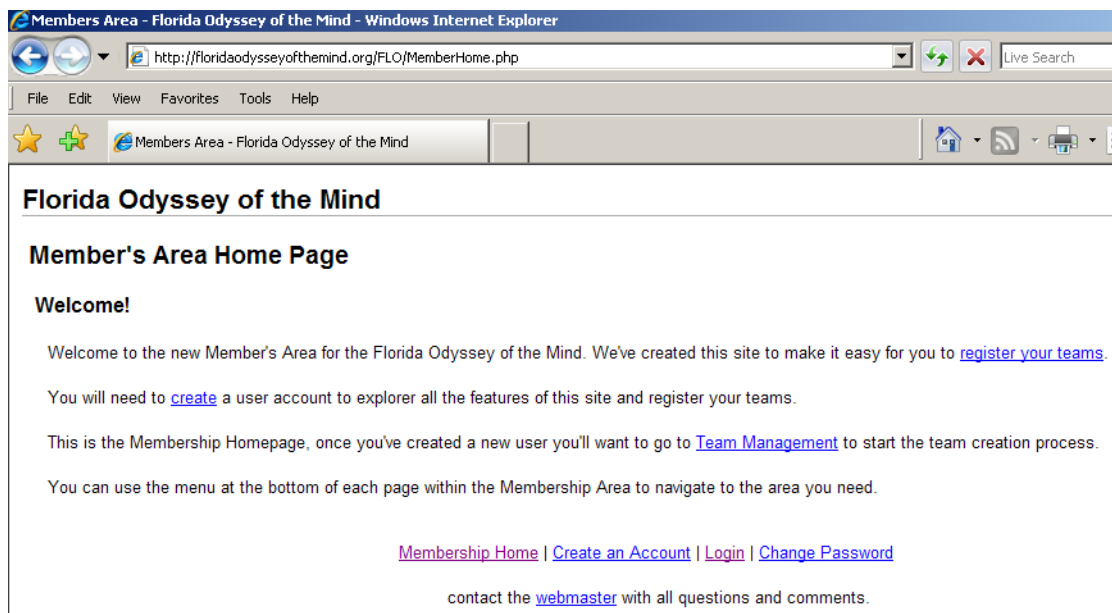 Members Area - Florida Odyssey of the Mind - Windows Internet Explorer
http://floridaodysseyofthemind.org/FLO/MemberHome.php
Live Search
File Edit View Favorites Tools Help
Members Area - Florida Odyssey of the Mind
Florida Odyssey of the Mind
Member's Area Home Page
Welcome!
Welcome to the new Member's Area for the Florida Odyssey of the Mind. We've created this site to make it easy for you to register your teams.
You will need to create a user account to explorer all the features of this site and register your teams.
This is the Membership Homepage, once you've created a new user you'll want to go to Team Management to start the team creation process.
You can use the menu at the bottom of each page within the Membership Area to navigate to the area you need.
Membership Home | Create an Account | Login | Change Password
contact the webmaster with all questions and comments.